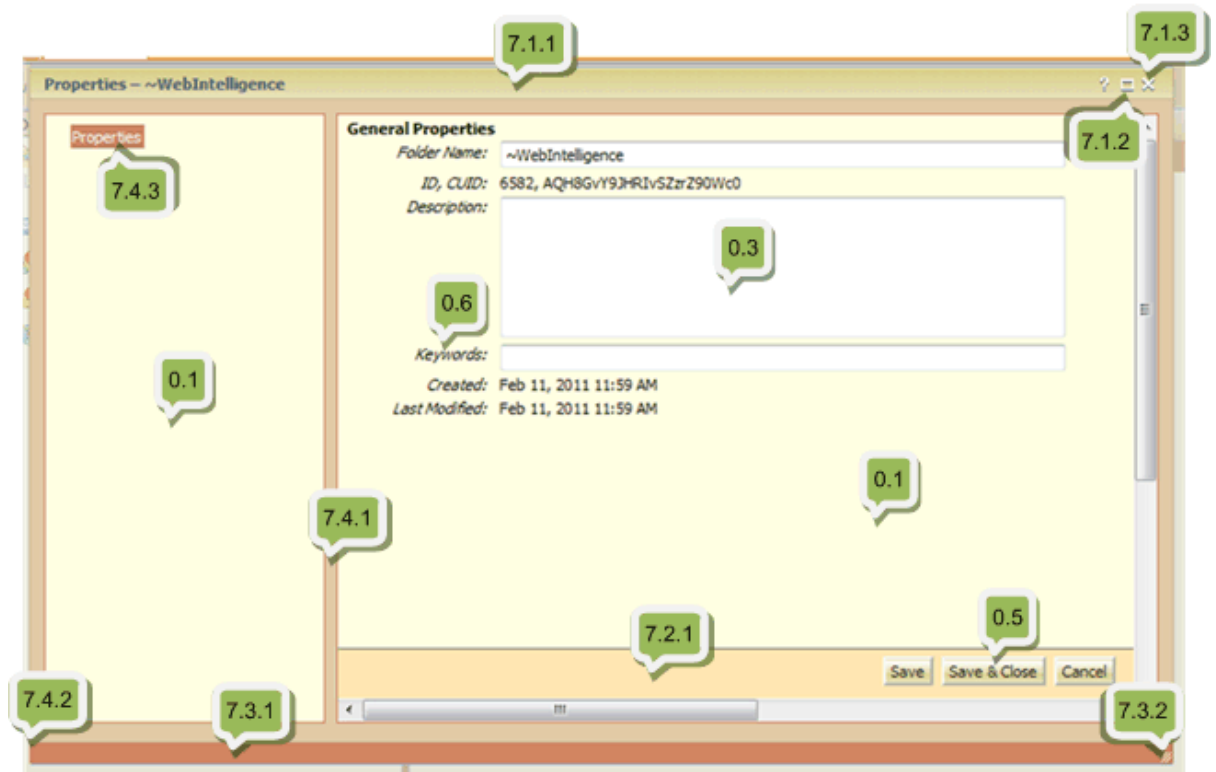 7.1.1
7.1.3
Properties – ~WebIntelligence
?
7.1.2
Properties
7.4.3
General Properties
Folder Name: ~WebIntelligence
ID, CUID: 6582, AQH8GvY9JHRIvSZzrZ90Wc0
Description:
0.3
0.6
Keywords:
0.1
Created: Feb 11, 2011 11:59 AM
Last Modified: Feb 11, 2011 11:59 AM
0.1
7.4.1
0.5
7.2.1
Save Save & Close Cancel
7.4.2
7.3.1
7.3.2